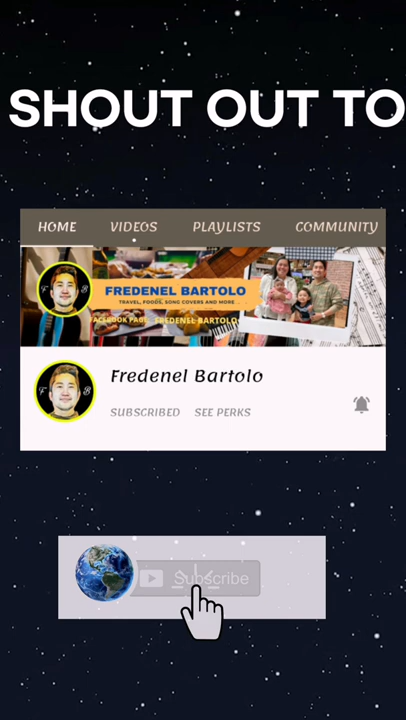 SHOUT OUT TO
HOME VIDEOS PLAYLISTS COMMUNITY
F B
FREDENEL BARTOLO
TRAVEL, FOODS, SONG COVERS AND MORE...
FACEBOOK PAGE: FREDENEL BARTOLO
F B
Fredenel Bartolo
SUBSCRIBED SEE PERKS
Subscribe